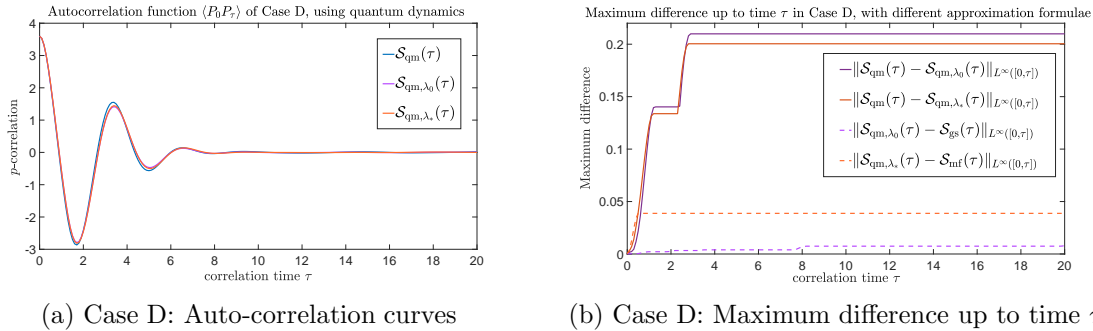 Autocorrelation function ⟨P₀P_τ⟩ of Case D, using quantum dynamics
p-correlation
4
3
2
1
0
-1
-2
-3
0 2 4 6 8 10 12 14 16 18 20
correlation time τ
S_qm(τ)
S_qm,λ₀(τ)
S_qm,λ*(τ)
(a) Case D: Auto-correlation curves
Maximum difference up to time τ in Case D, with different approximation formulae
Maximum difference
0.2
0.15
0.1
0.05
0
0 2 4 6 8 10 12 14 16 18 20
correlation time τ
‖S_qm(τ) − S_qm,λ₀(τ)‖_L∞([0,τ])
‖S_qm(τ) − S_qm,λ*(τ)‖_L∞([0,τ])
‖S_qm,λ₀(τ) − S_gs(τ)‖_L∞([0,τ])
‖S_qm,λ*(τ) − S_mf(τ)‖_L∞([0,τ])
(b) Case D: Maximum difference up to time τ